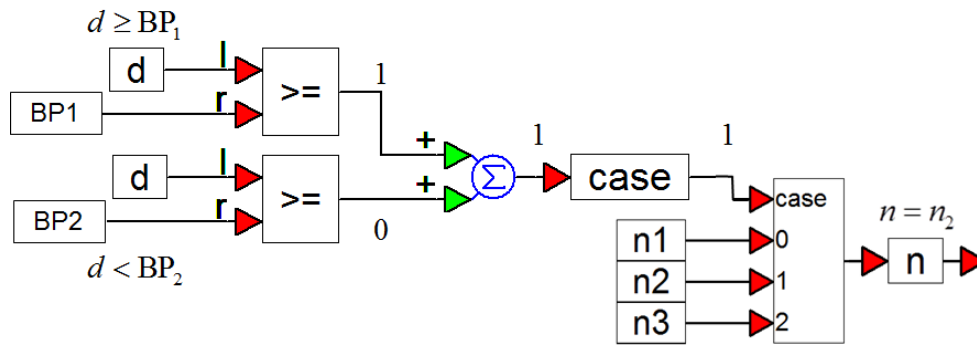 d ≥ BP₁
d
l
r
>=
1
BP1
+
1
1
d
l
r
>=
+
Σ
case
BP2
0
d < BP₂
case
n1
0
n = n₂
n2
1
n
n3
2